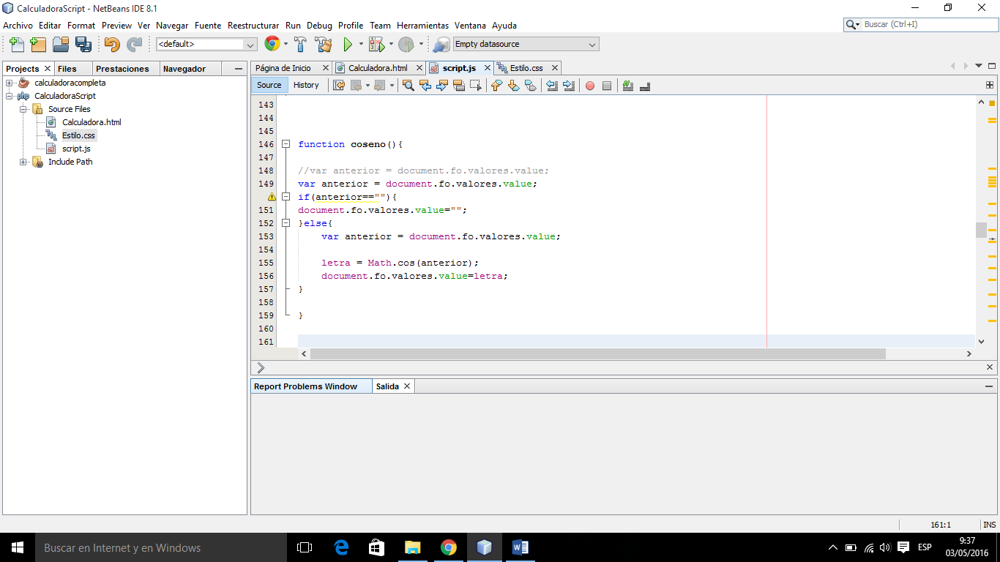 CalculadoraScript - NetBeans IDE 8.1
Archivo Editar Format Preview Ver Navegar Fuente Reestructurar Run Debug Profile Team Herramientas Ventana Ayuda
Buscar (Ctrl+I)
<default>
Empty datasource
Projects Files Prestaciones Navegador
calculadoracompleta
php CalculadoraScript
Source Files
Calculadora.html
Estilo.css
script.js
Include Path
Página de Inicio Calculadora.html script.js Estilo.css
Source History
143
144
145
146 function coseno(){
147
148 //var anterior = document.fo.valores.value;
149 var anterior = document.fo.valores.value;
if(anterior==""){
151 document.fo.valores.value="";
152 }else{
153 var anterior = document.fo.valores.value;
154
155 letra = Math.cos(anterior);
156 document.fo.valores.value=letra;
157 }
158
159 }
160
161
Report Problems Window Salida
161:1 INS
Buscar en Internet y en Windows
ESP
9:37
03/05/2016